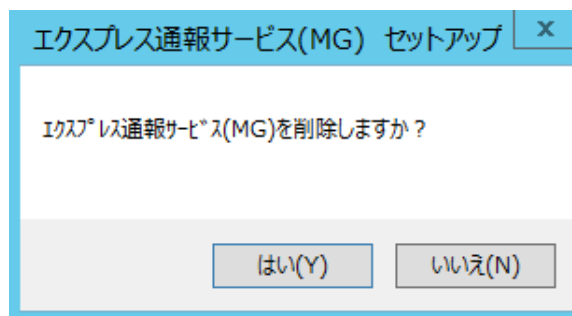 エクスプレス通報サービス(MG) セットアップ
x
ｴｸｽﾌﾟﾚｽ通報ｻｰﾋﾞｽ(MG)を削除しますか？
はい(Y)
いいえ(N)